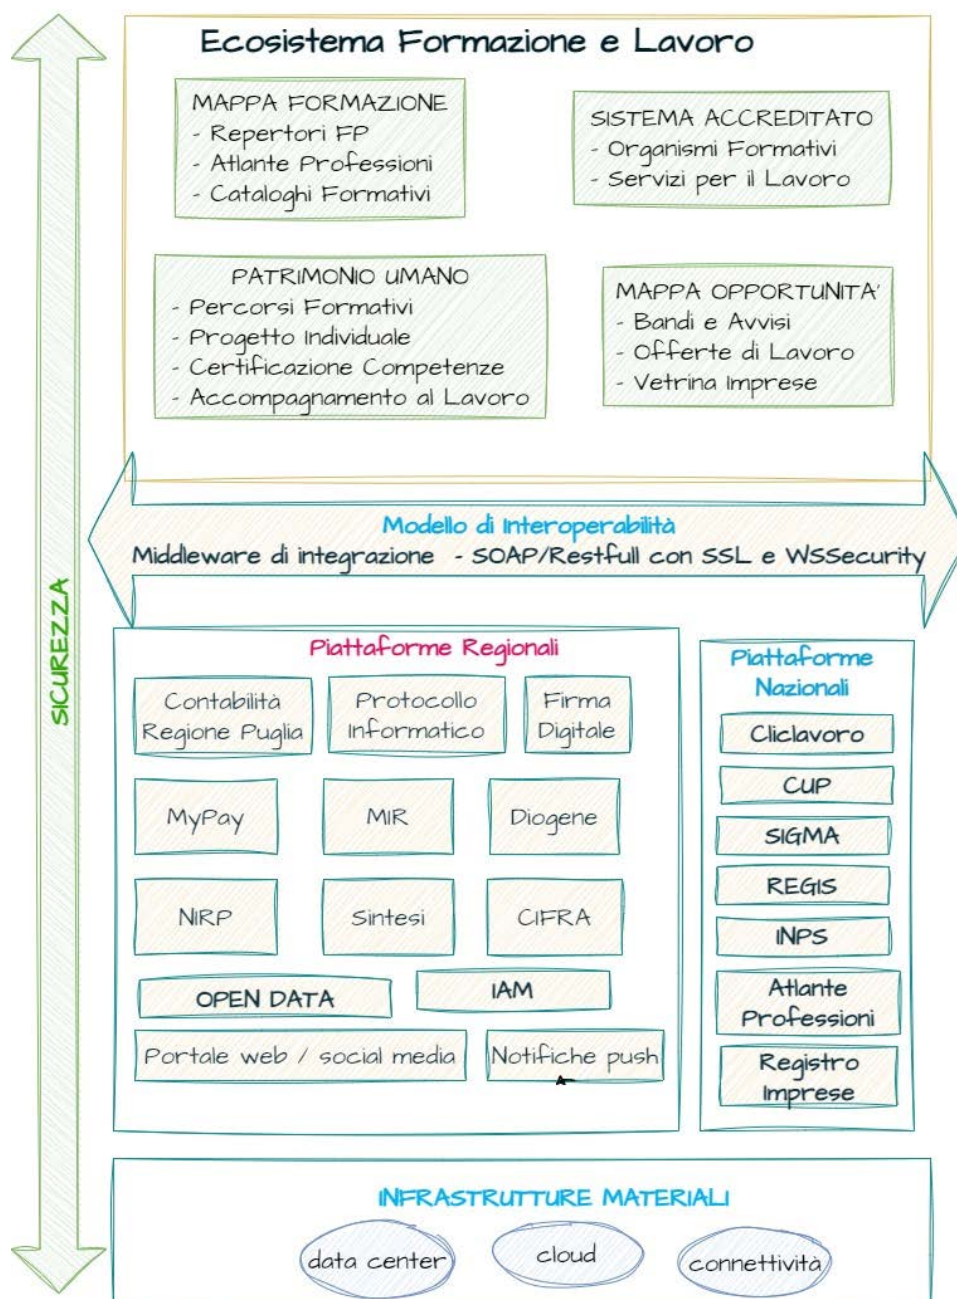 Ecosistema Formazione e Lavoro
MAPPA FORMAZIONE
- Repertori FP
- Atlante Professioni
- Cataloghi Formativi
SISTEMA ACCREDITATO
- Organismi Formativi
- Servizi per il Lavoro
PATRIMONIO UMANO
- Percorsi Formativi
- Progetto Individuale
- Certificazione Competenze
- Accompagnamento al Lavoro
MAPPA OPPORTUNITA'
- Bandi e Avvisi
- Offerte di Lavoro
- Vetrina Imprese
Modello di Interoperabilità
Middleware di integrazione - SOAP/Restfull con SSL e WSSecurity
SICUREZZA
Piattaforme Regionali
Contabilità
Regione Puglia
Protocollo
Informatico
Firma
Digitale
MyPay
MIR
Diogene
NIRP
Sintesi
CIFRA
OPEN DATA
IAM
Portale web / social media
Notifiche push
Piattaforme
Nazionali
Cliclavoro
CUP
SIGMA
REGIS
INPS
Atlante
Professioni
Registro
Imprese
INFRASTRUTTURE MATERIALI
data center
cloud
connettività